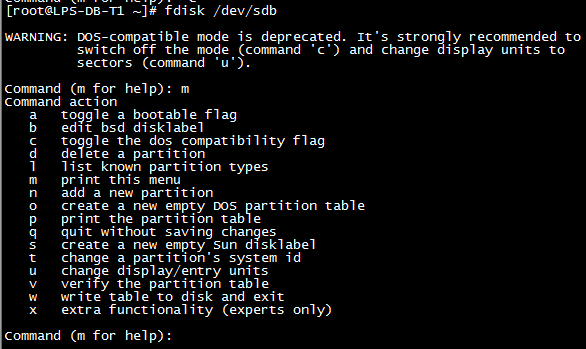 [root@LPS-DB-T1 ~]# fdisk /dev/sdb
WARNING: DOS-compatible mode is deprecated. It's strongly recommended to
switch off the mode (command 'c') and change display units to
sectors (command 'u').
Command (m for help): m
Command action
a toggle a bootable flag
b edit bsd disklabel
c toggle the dos compatibility flag
d delete a partition
l list known partition types
m print this menu
n add a new partition
o create a new empty DOS partition table
p print the partition table
q quit without saving changes
s create a new empty Sun disklabel
t change a partition's system id
u change display/entry units
v verify the partition table
w write table to disk and exit
x extra functionality (experts only)
Command (m for help):